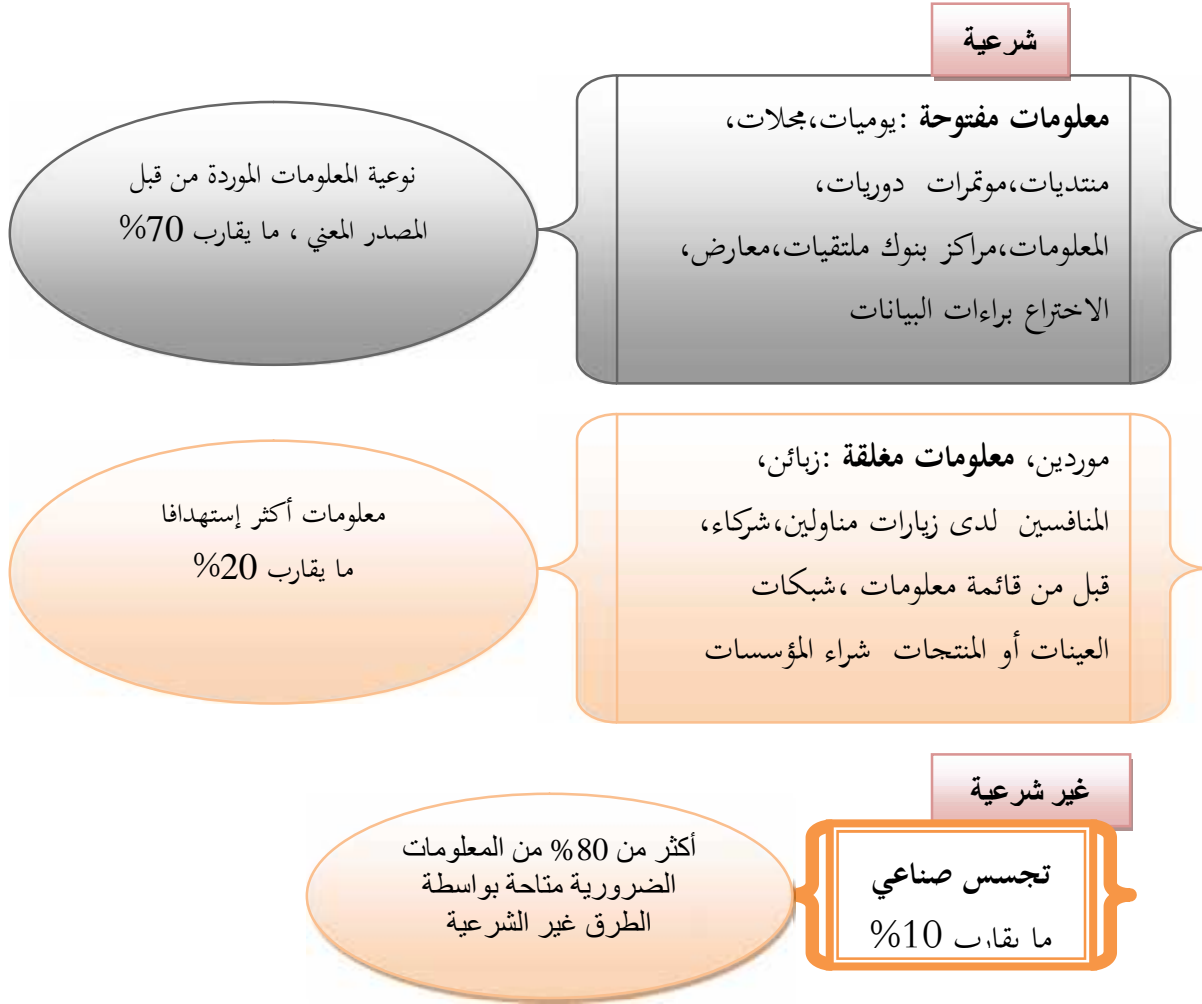 شرعية
معلومات مفتوحة :يوميات،مجلات،
منتديات،موتمرات دوريات،
المعلومات،مراكز بنوك ملتقيات،معارض،
الاختراع براءات البيانات
نوعية المعلومات الموردة من قبل
المصدر المعني ، ما يقارب 70%
موردين، معلومات مغلقة :زبائن،
المنافسين لدى زيارات مناولين،شركاء،
قبل من قائمة معلومات ،شبكات
العينات أو المنتجات شراء المؤسسات
معلومات أكثر إستهدافا
ما يقارب 20%
غير شرعية
تجسس صناعي
ما يقارب 10%
أكثر من 80% من المعلومات
الضرورية متاحة بواسطة
الطرق غير الشرعية